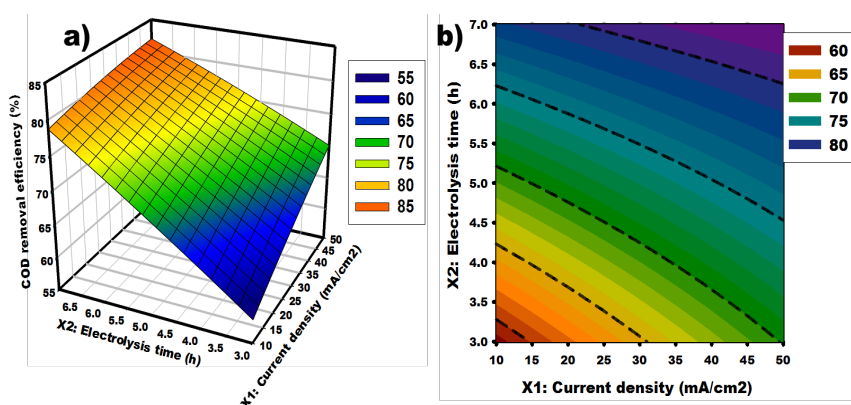 a)
COD removal efficiency (%)
85
80
75
70
65
60
55
6.5 6.0 5.5 5.0 4.5 4.0 3.5 3.0
X2: Electrolysis time (h)
10 15 20 25 30 35 40 45 50
X1: Current density (mA/cm2)
55
60
65
70
75
80
85
b)
X2: Electrolysis time (h)
7.0
6.5
6.0
5.5
5.0
4.5
4.0
3.5
3.0
10 15 20 25 30 35 40 45 50
X1: Current density (mA/cm2)
60
65
70
75
80